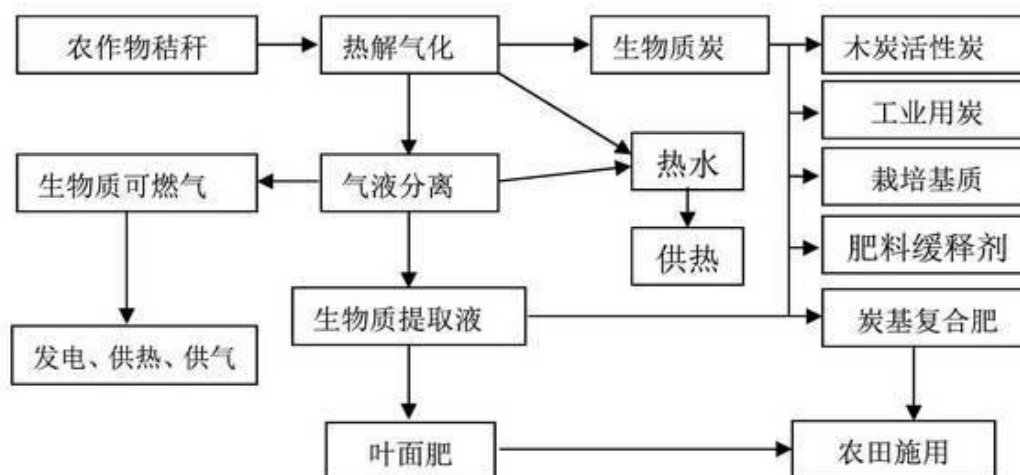 农作物秸秆
热解气化
生物质炭
木炭活性炭
工业用炭
生物质可燃气
气液分离
热水
栽培基质
供热
肥料缓释剂
发电、供热、供气
生物质提取液
炭基复合肥
叶面肥
农田施用